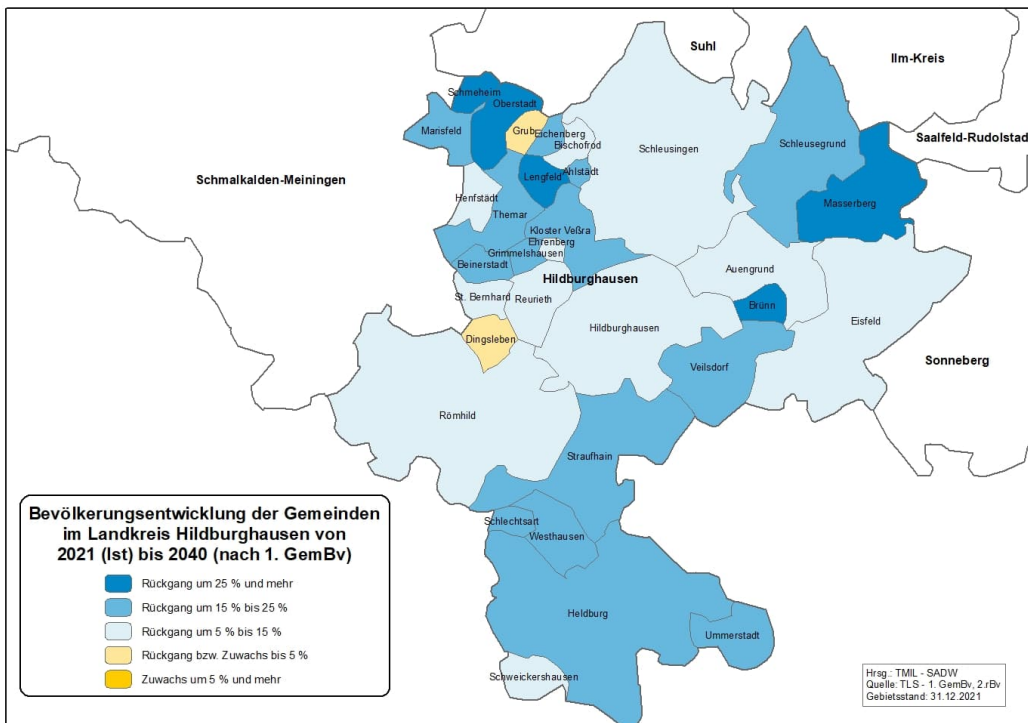 Suhl
Ilm-Kreis
Saalfeld-Rudolstad
Schmalkalden-Meiningen
Sonneberg
Hildburghausen
Schmeheim
Oberstadt
Marisfeld
Grub
Eichenberg
Bischofrod
Schleusingen
Schleusegrund
Lengfeld
Ahlstädt
Masserberg
Henfstädt
Themar
Kloster Veßra
Ehrenberg
Grimmelshausen
Beinerstadt
Auengrund
St. Bernhard
Reurieth
Brünn
Hildburghausen
Eisfeld
Dingsleben
Veilsdorf
Römhild
Straufhain
Schlechtsart
Westhausen
Heldburg
Ummerstadt
Schweickershausen
Bevölkerungsentwicklung der Gemeinden
im Landkreis Hildburghausen von
2021 (Ist) bis 2040 (nach 1. GemBv)
Rückgang um 25 % und mehr
Rückgang um 15 % bis 25 %
Rückgang um 5 % bis 15 %
Rückgang bzw. Zuwachs bis 5 %
Zuwachs um 5 % und mehr
Hrsg.: TMIL - SADW
Quelle: TLS - 1. GemBv, 2.rBv
Gebietsstand: 31.12.2021